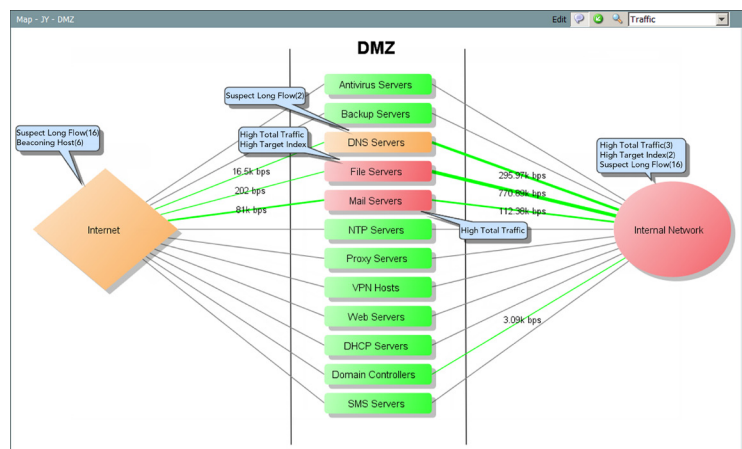 Map - JY - DMZ
Edit
Traffic
DMZ
Antivirus Servers
Suspect Long Flow(2)
Backup Servers
Suspect Long Flow(16)
Beaconing Host(6)
High Total Traffic
High Target Index
DNS Servers
High Total Traffic(3)
High Target Index(2)
Suspect Long Flow(16)
16.5k bps
File Servers
295.97k bps
202 bps
770.89k bps
81k bps
Mail Servers
112.38k bps
Internet
NTP Servers
High Total Traffic
Internal Network
Proxy Servers
VPN Hosts
Web Servers
3.09k bps
DHCP Servers
Domain Controllers
SMS Servers